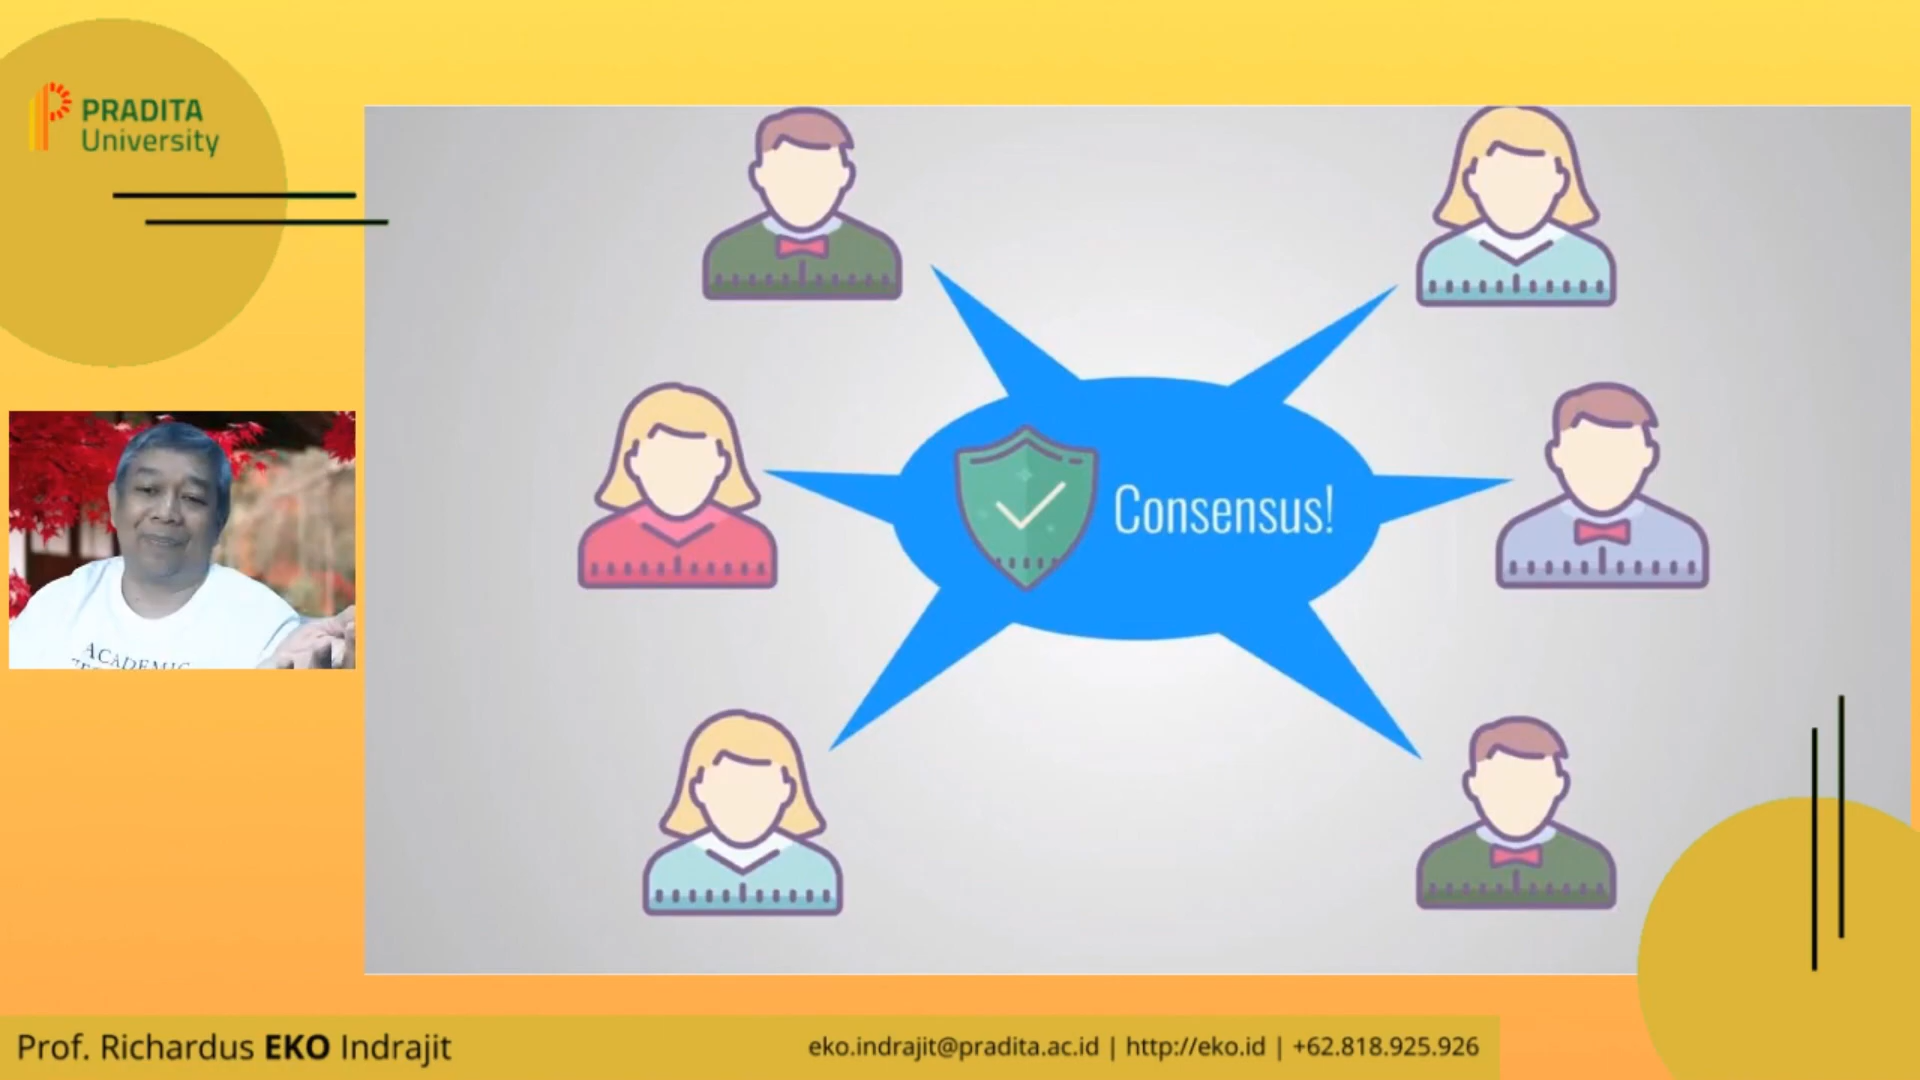 PRADITA
University
Consensus!
ACADEMIC
Prof. Richardus EKO Indrajit
eko.indrajit@pradita.ac.id | http://eko.id | +62.818.925.926